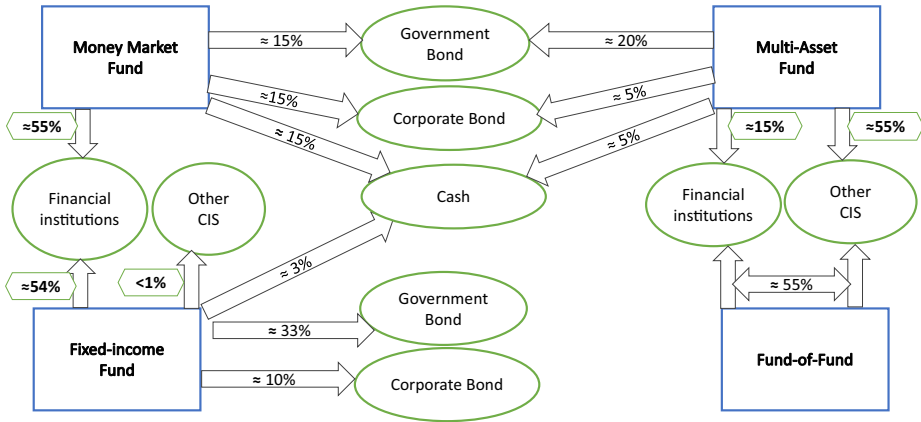 Money Market
Fund
≈ 15%
Government
Bond
≈ 20%
Multi-Asset
Fund
≈15%
Corporate Bond
≈ 5%
≈55%
≈ 15%
≈ 5%
≈15%
≈55%
Financial
institutions
Other
CIS
Cash
Financial
institutions
Other
CIS
≈54%
<1%
≈ 3%
≈ 55%
Government
Bond
Fixed-income
Fund
≈ 33%
Fund-of-Fund
≈ 10%
Corporate Bond